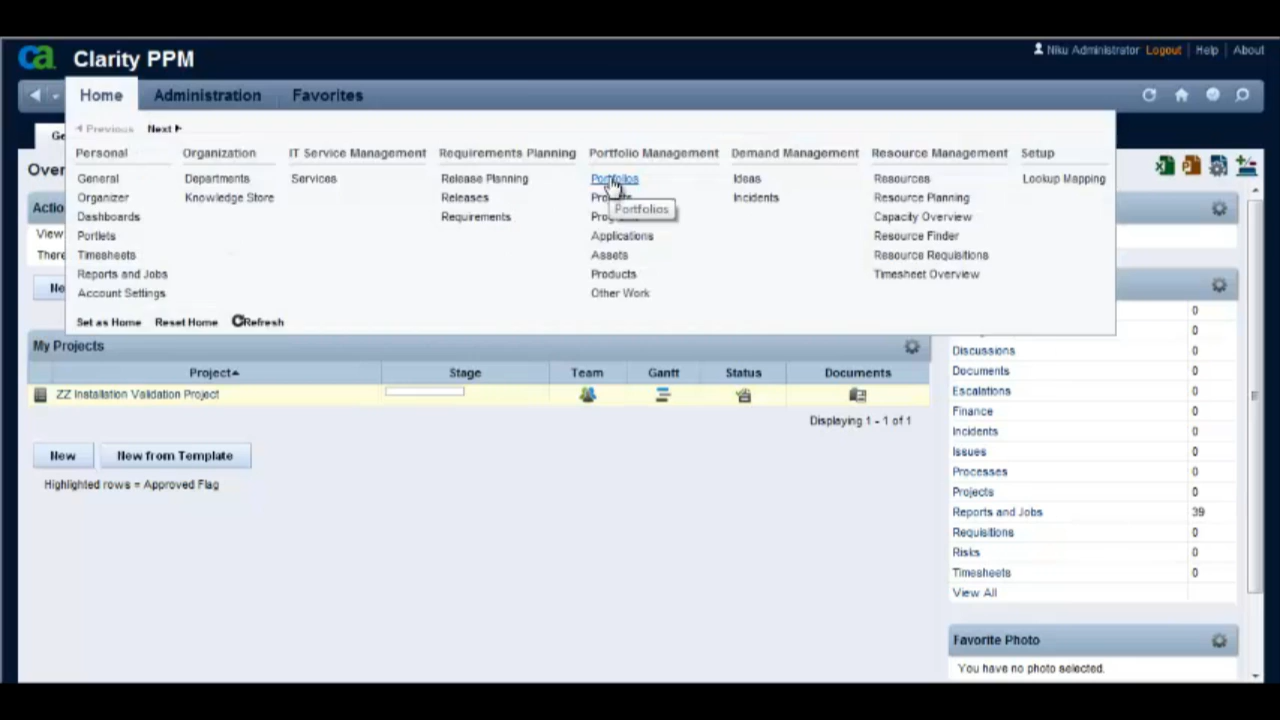 ca Clarity PPM
Niku Administrator Logout | Help | About
Home Administration Favorites
Previous Next
Personal Organization IT Service Management Requirements Planning Portfolio Management Demand Management Resource Management Setup
General Departments Services Release Planning Portfolios Ideas Resources Lookup Mapping
Organizer Knowledge Store Releases Incidents Resource Planning
Dashboards Requirements Capacity Overview
Portfolios
Portlets Applications Resource Finder
Timesheets Assets Resource Requisitions
Reports and Jobs Products Timesheet Overview
Account Settings Other Work
Set as Home Reset Home Refresh
Ge
Over
Actio
View
There
Ne
My Projects
Project Stage Team Gantt Status Documents
ZZ Installation Validation Project
Displaying 1 - 1 of 1
New New from Template
Highlighted rows = Approved Flag
0
0
Discussions 0
Documents 0
Escalations 0
Finance 0
Incidents 0
Issues 0
Processes 0
Projects 0
Reports and Jobs 39
Requisitions 0
Risks 0
Timesheets 0
View All
Favorite Photo
You have no photo selected.